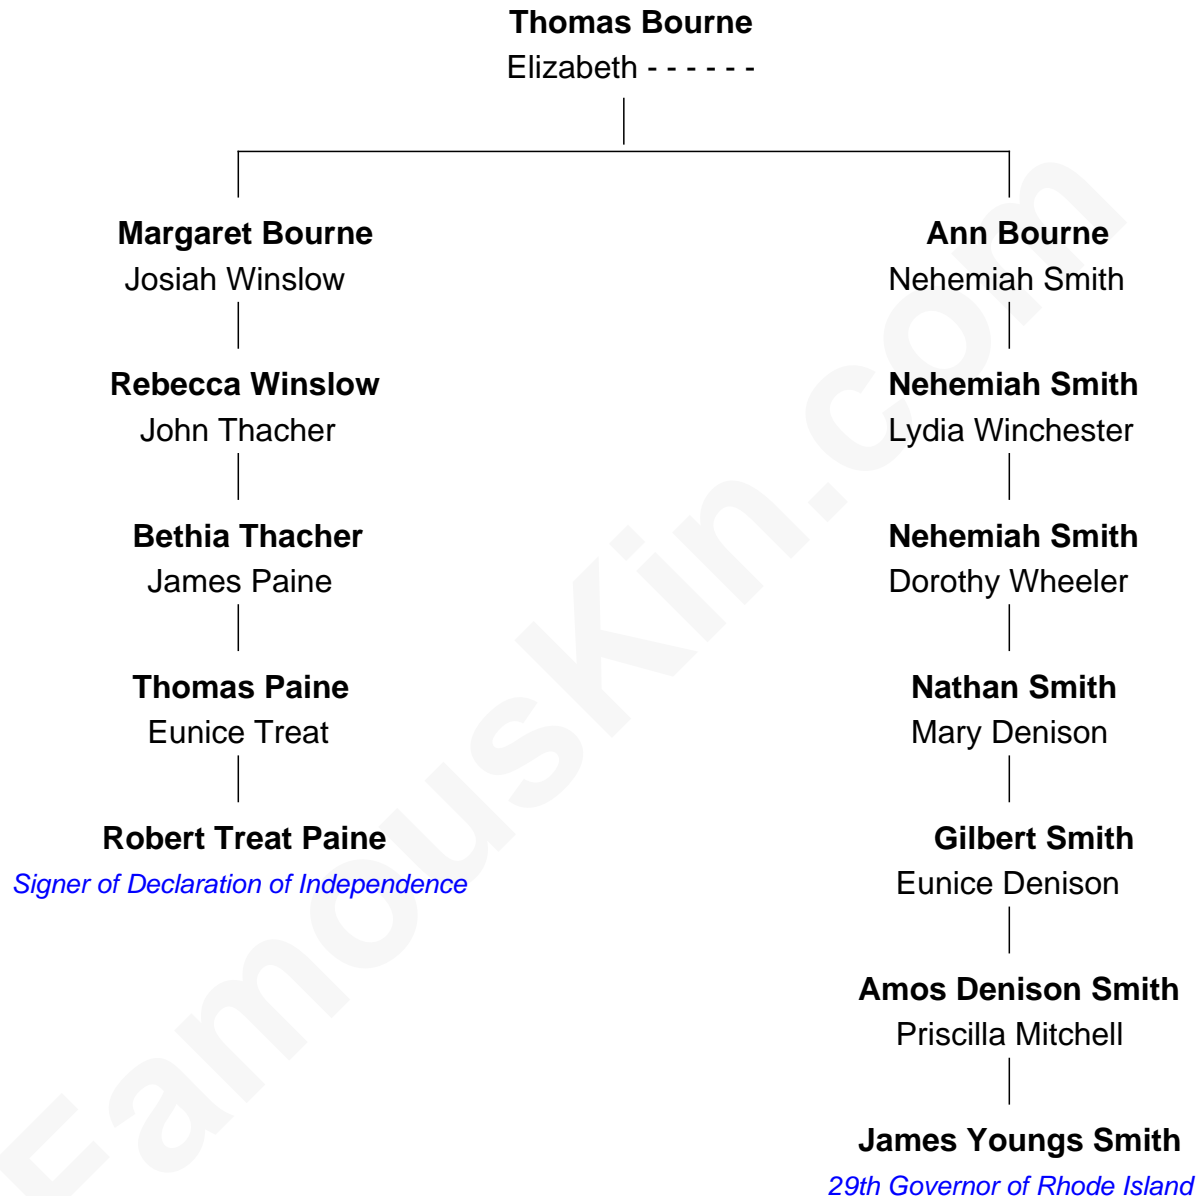 Thomas Bourne
Elizabeth - - - - - -
Margaret Bourne
Josiah Winslow
Rebecca Winslow
John Thacher
Bethia Thacher
James Paine
Thomas Paine
Eunice Treat
Robert Treat Paine
Signer of Declaration of Independence
Ann Bourne
Nehemiah Smith
Nehemiah Smith
Lydia Winchester
Nehemiah Smith
Dorothy Wheeler
Nathan Smith
Mary Denison
Gilbert Smith
Eunice Denison
Amos Denison Smith
Priscilla Mitchell
James Youngs Smith
29th Governor of Rhode Island
FamousKin.com